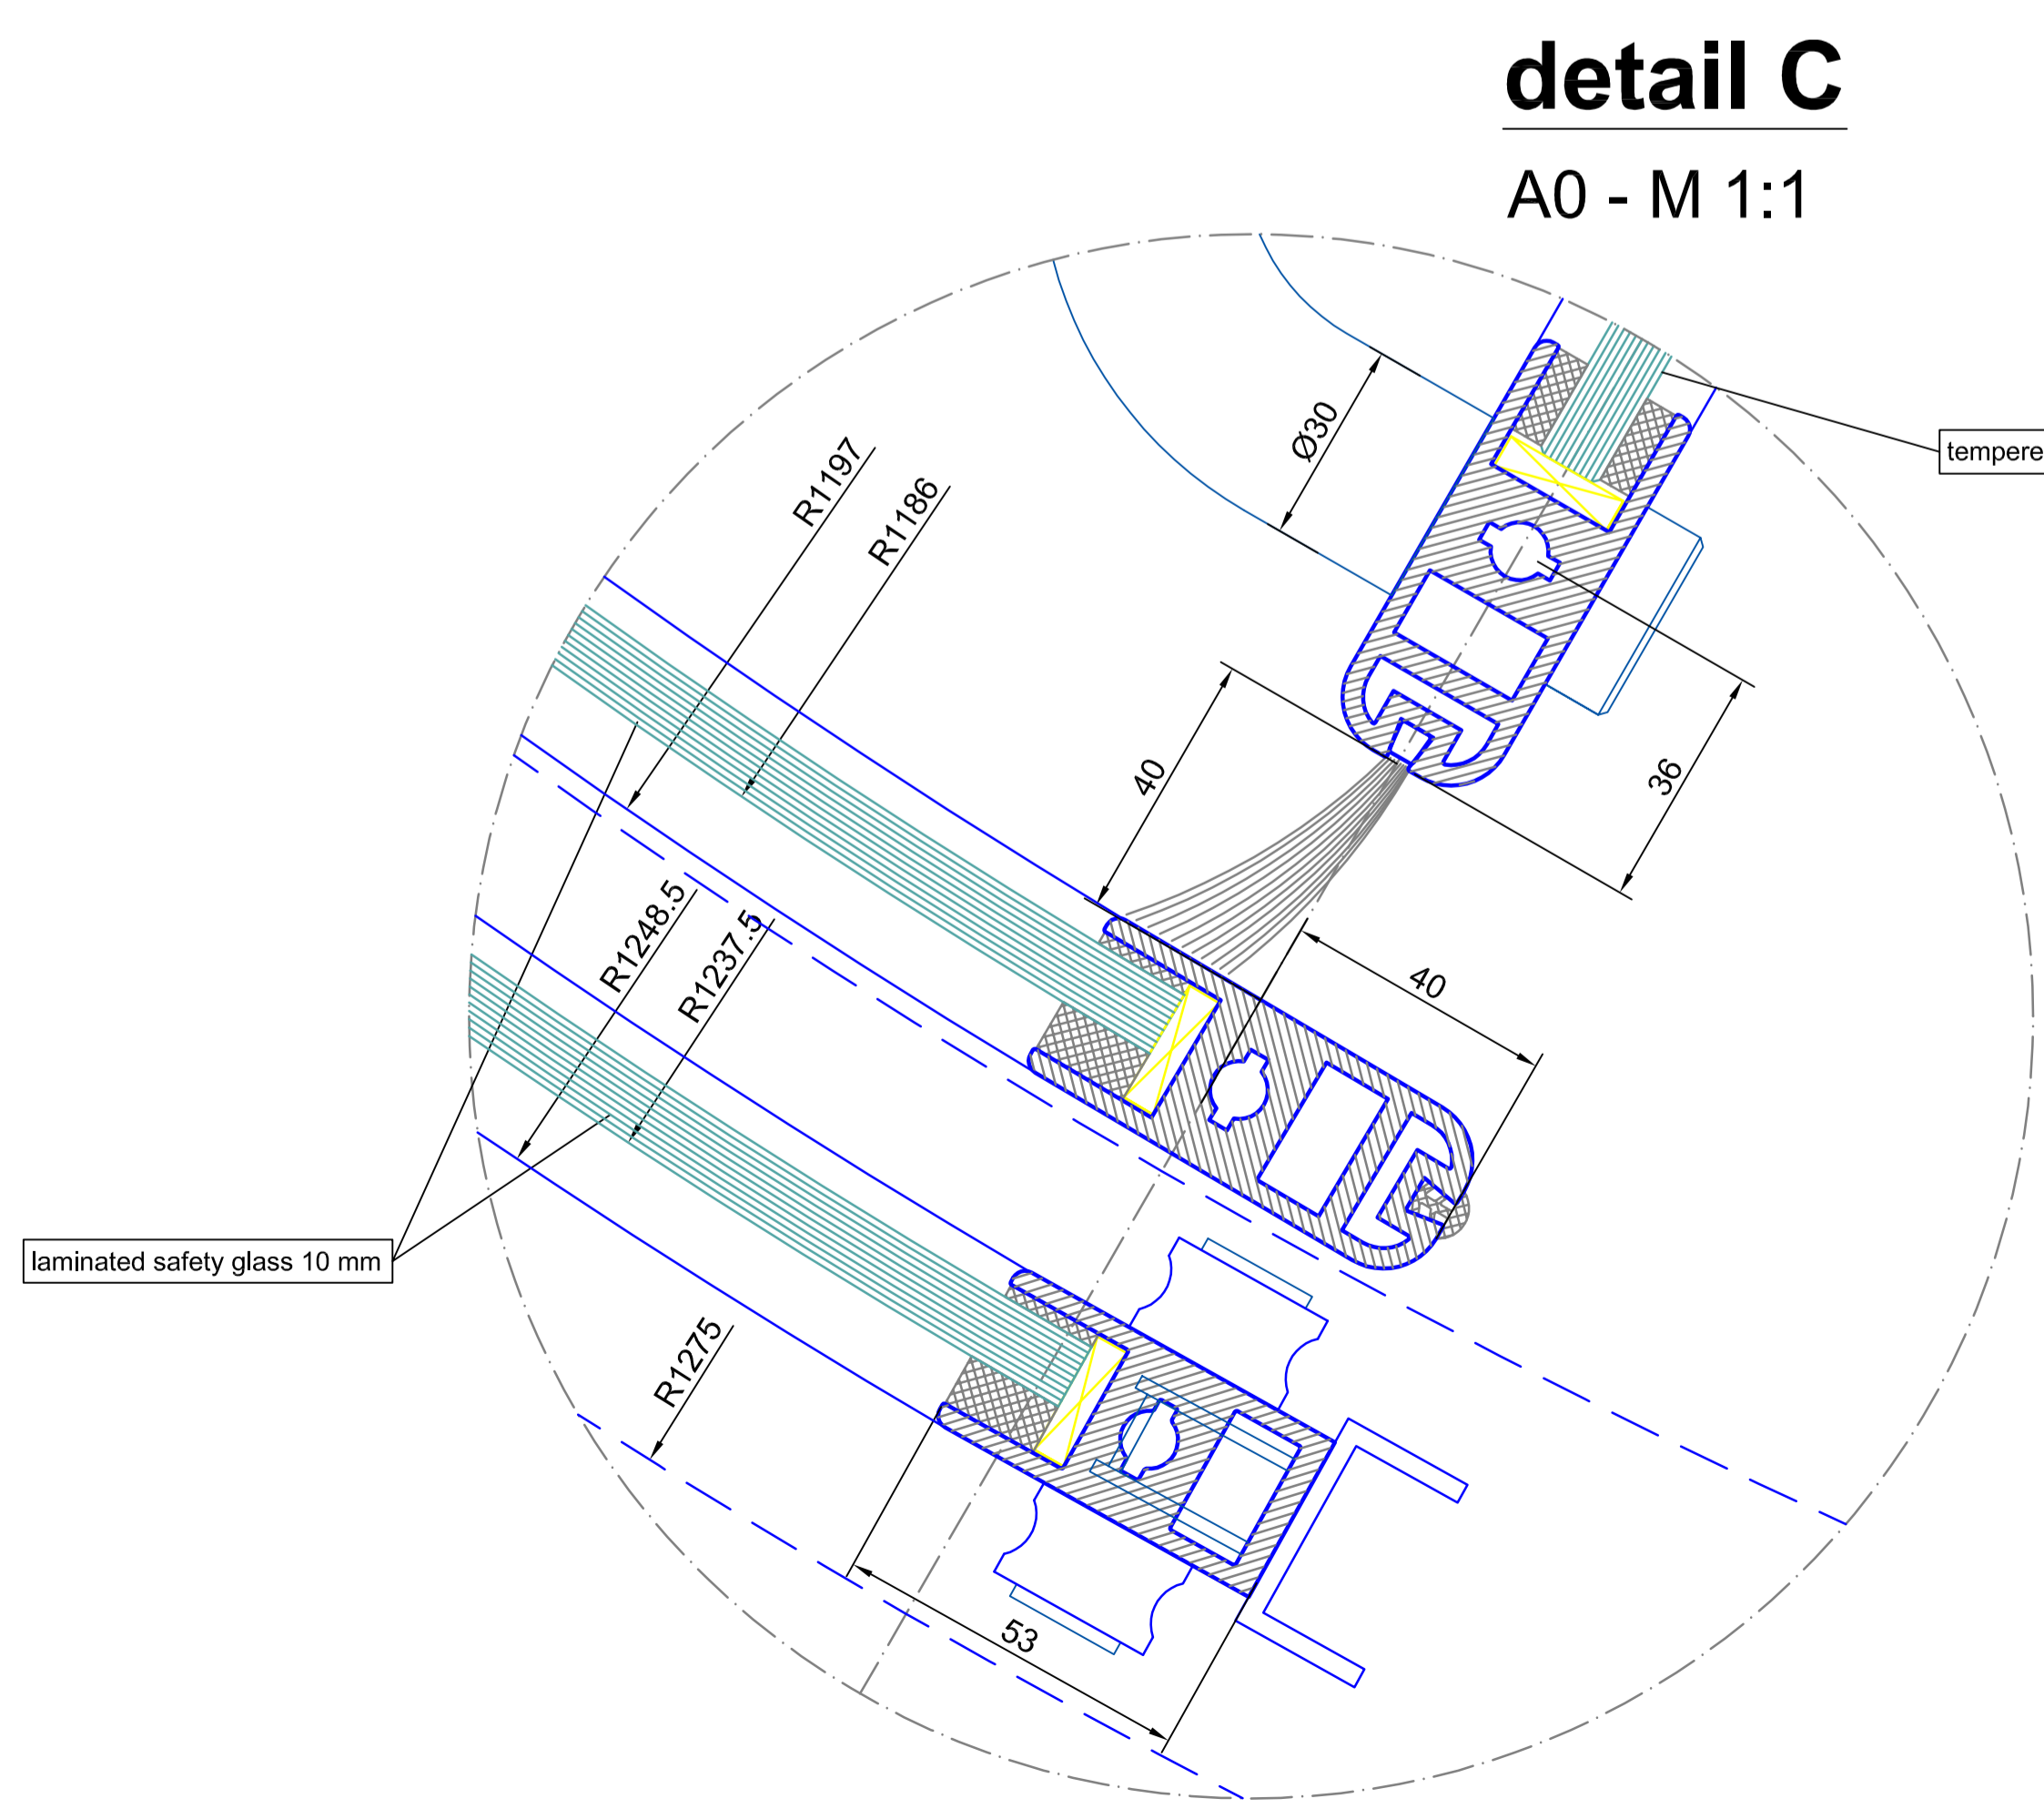 detail C
A0 - M 1:1
Ø30
tempere
R1197
R1186
40
36
R1248.5
R1237.5
40
laminated safety glass 10 mm
R1275
53